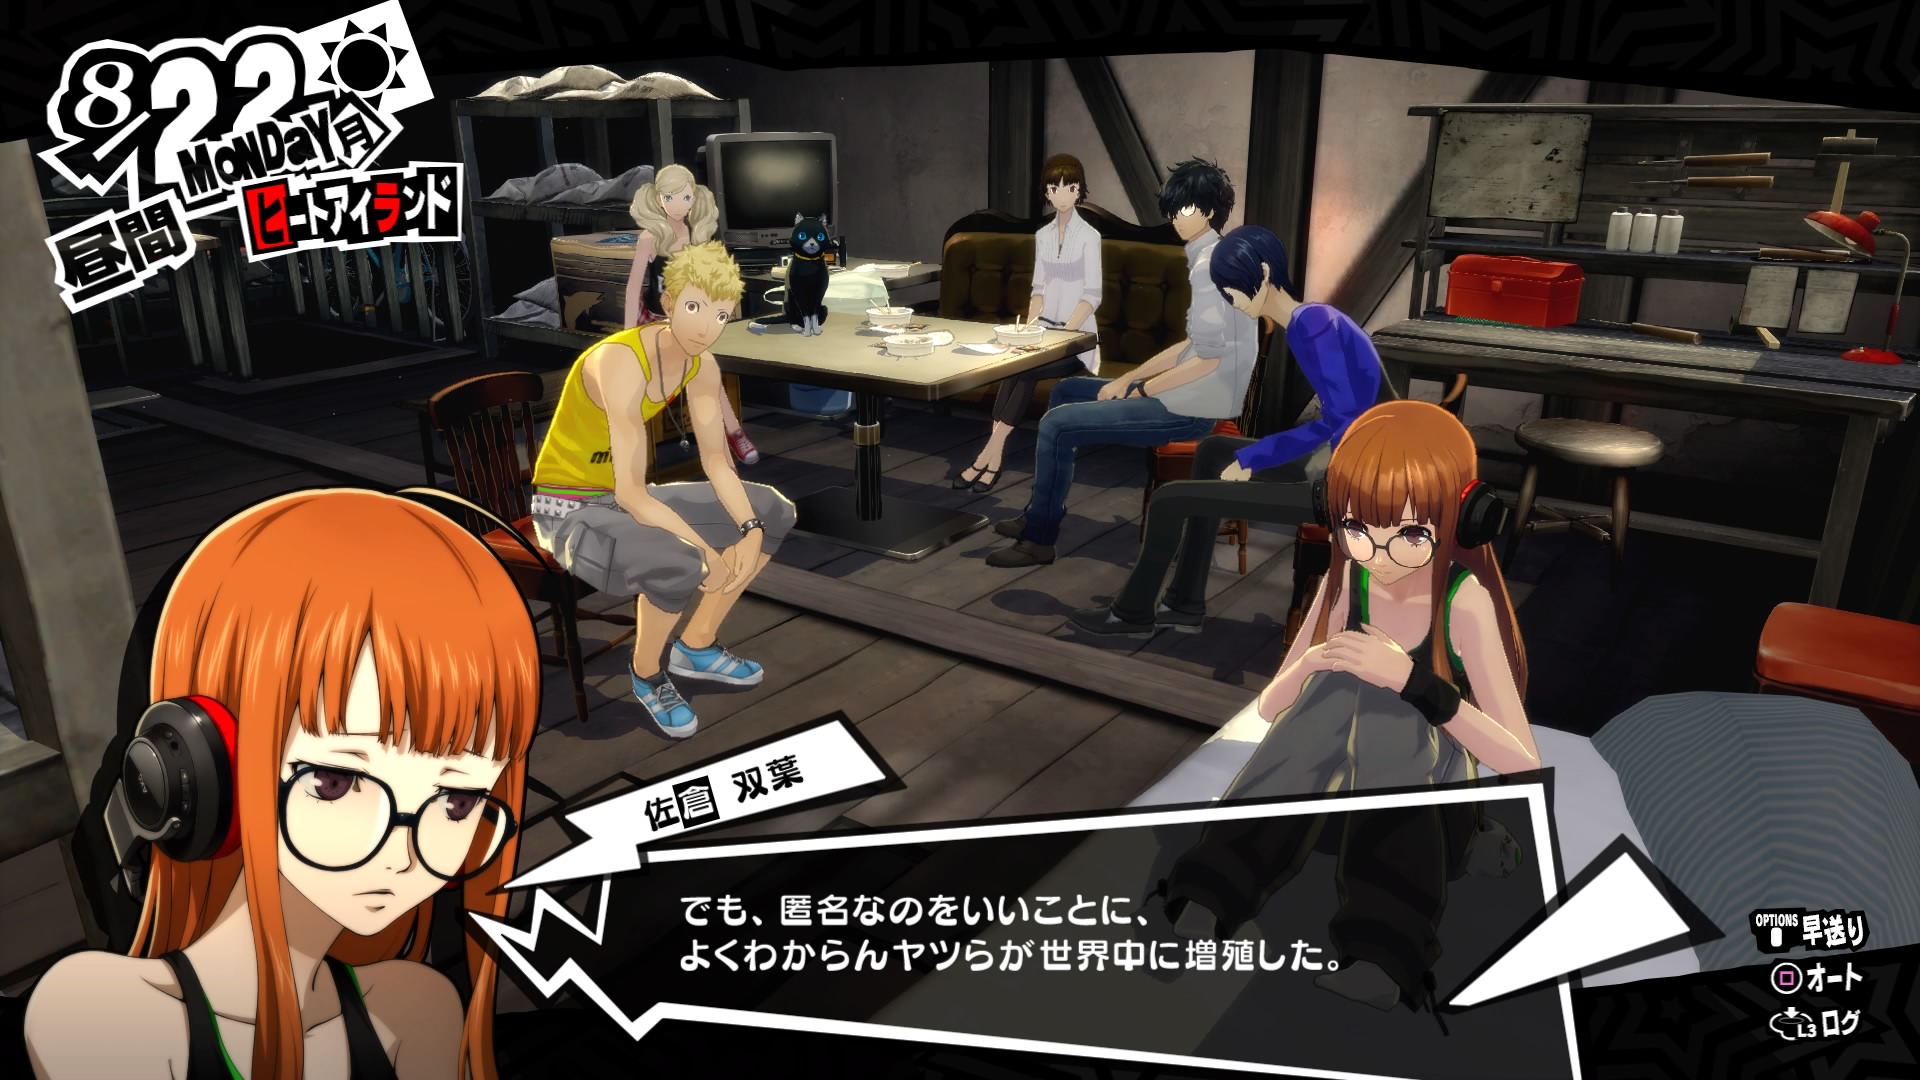 8/22
MONDAY 月
昼間
ヒートアイランド
佐倉 双葉
でも、匿名なのをいいことに、
よくわからんヤツらが世界中に増殖した。
OPTIONS 早送り
オート
L3 ログ